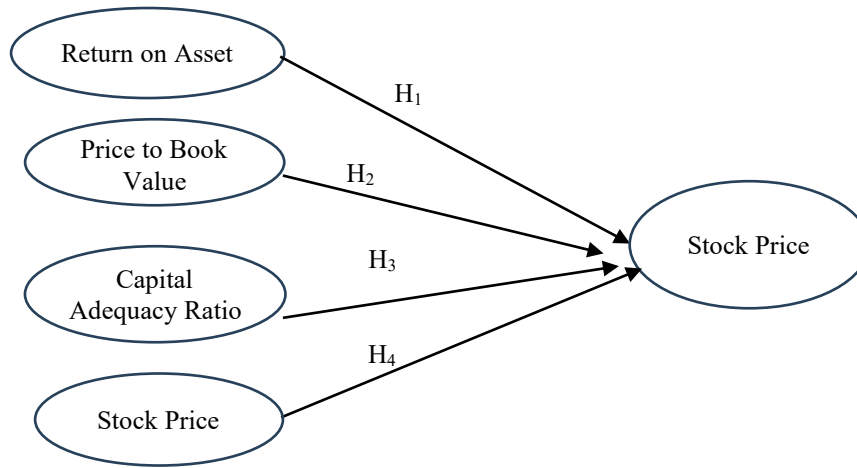 Return on Asset
H₁
Price to Book
Value
H₂
Stock Price
Capital
Adequacy Ratio
H₃
H₄
Stock Price